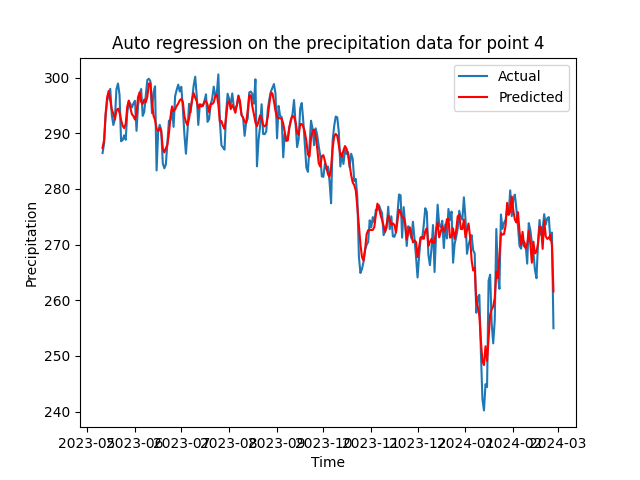 Auto regression on the precipitation data for point 4
Actual
Predicted
300
290
280
270
260
250
240
Precipitation
2023-05 2023-06 2023-07 2023-08 2023-09 2023-10 2023-11 2023-12 2024-01 2024-02 2024-03
Time